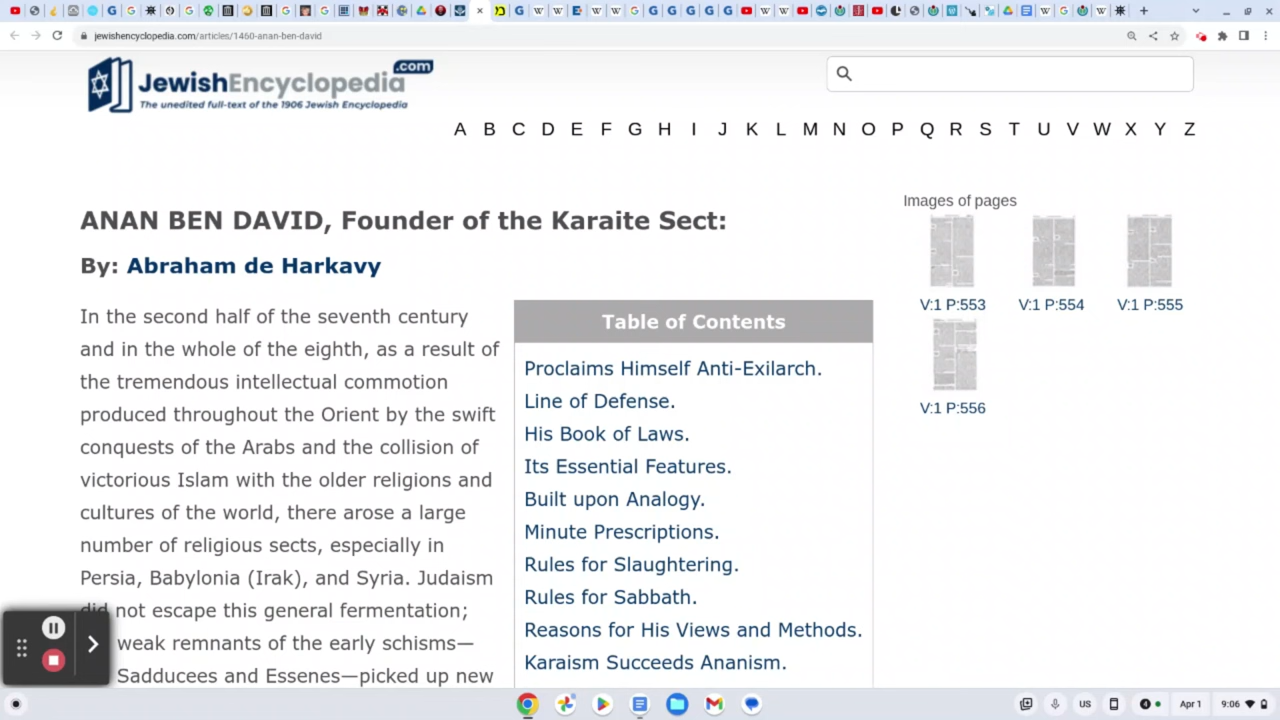 jewishencyclopedia.com/articles/1460-anan-ben-david
JewishEncyclopedia.com
The unedited full-text of the 1906 Jewish Encyclopedia
A B C D E F G H I J K L M N O P Q R S T U V W X Y Z
ANAN BEN DAVID, Founder of the Karaite Sect:
By: Abraham de Harkavy
In the second half of the seventh century
and in the whole of the eighth, as a result of
the tremendous intellectual commotion
produced throughout the Orient by the swift
conquests of the Arabs and the collision of
victorious Islam with the older religions and
cultures of the world, there arose a large
number of religious sects, especially in
Persia, Babylonia (Irak), and Syria. Judaism
did not escape this general fermentation;
weak remnants of the early schisms—
Sadducees and Essenes—picked up new
Table of Contents
Proclaims Himself Anti-Exilarch.
Line of Defense.
His Book of Laws.
Its Essential Features.
Built upon Analogy.
Minute Prescriptions.
Rules for Slaughtering.
Rules for Sabbath.
Reasons for His Views and Methods.
Karaism Succeeds Ananism.
Images of pages
V:1 P:553
V:1 P:554
V:1 P:555
V:1 P:556
US
Apr 1
9:06